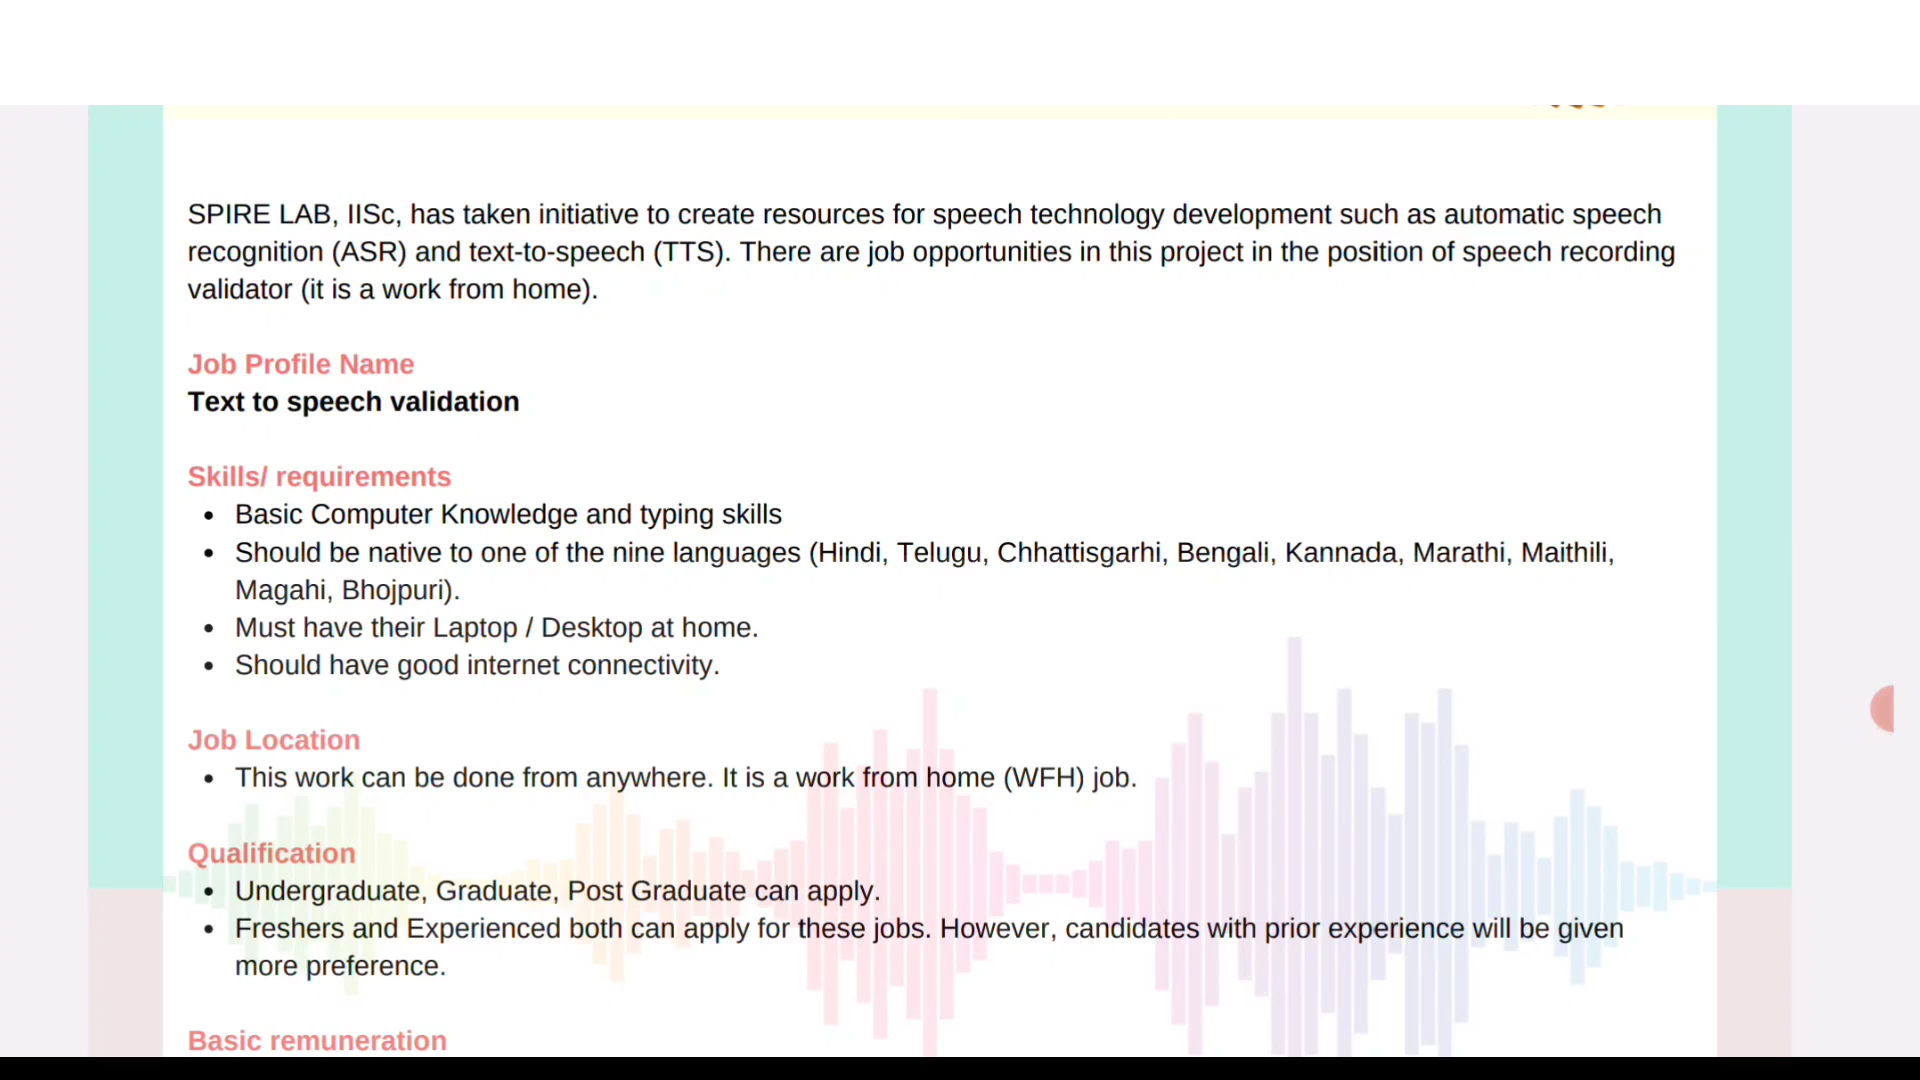 SPIRE LAB, IISc, has taken initiative to create resources for speech technology development such as automatic speech
recognition (ASR) and text-to-speech (TTS). There are job opportunities in this project in the position of speech recording
validator (it is a work from home).
Job Profile Name
Text to speech validation
Skills/ requirements
• Basic Computer Knowledge and typing skills
• Should be native to one of the nine languages (Hindi, Telugu, Chhattisgarhi, Bengali, Kannada, Marathi, Maithili,
Magahi, Bhojpuri).
• Must have their Laptop / Desktop at home.
• Should have good internet connectivity.
Job Location
• This work can be done from anywhere. It is a work from home (WFH) job.
Qualification
• Undergraduate, Graduate, Post Graduate can apply.
• Freshers and Experienced both can apply for these jobs. However, candidates with prior experience will be given
more preference.
Basic remuneration